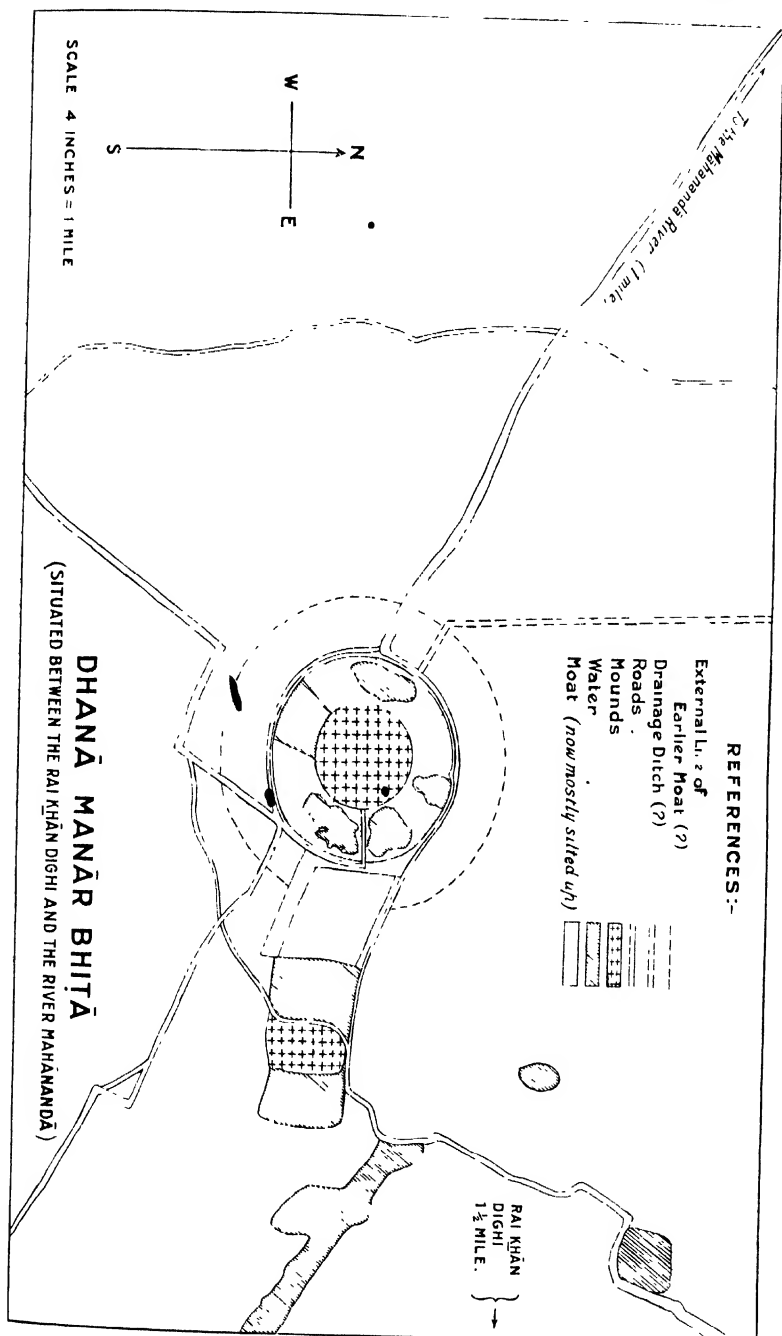 To the Mahānandā River (1 mile,
N
W
E
S
SCALE 4 INCHES = 1 MILE
REFERENCES:-
External Li. 2 of
Earlier Moat (?)
Drainage Ditch (?)
Roads .
Mounds
Water .
Moat (now mostly silted up)
RAI KHĀN
DIGHI
1½ MILE.
DHANĀ MANĀR BHIṬĀ
(SITUATED BETWEEN THE RAI KHĀN DIGHI AND THE RIVER MAHĀNANDĀ)